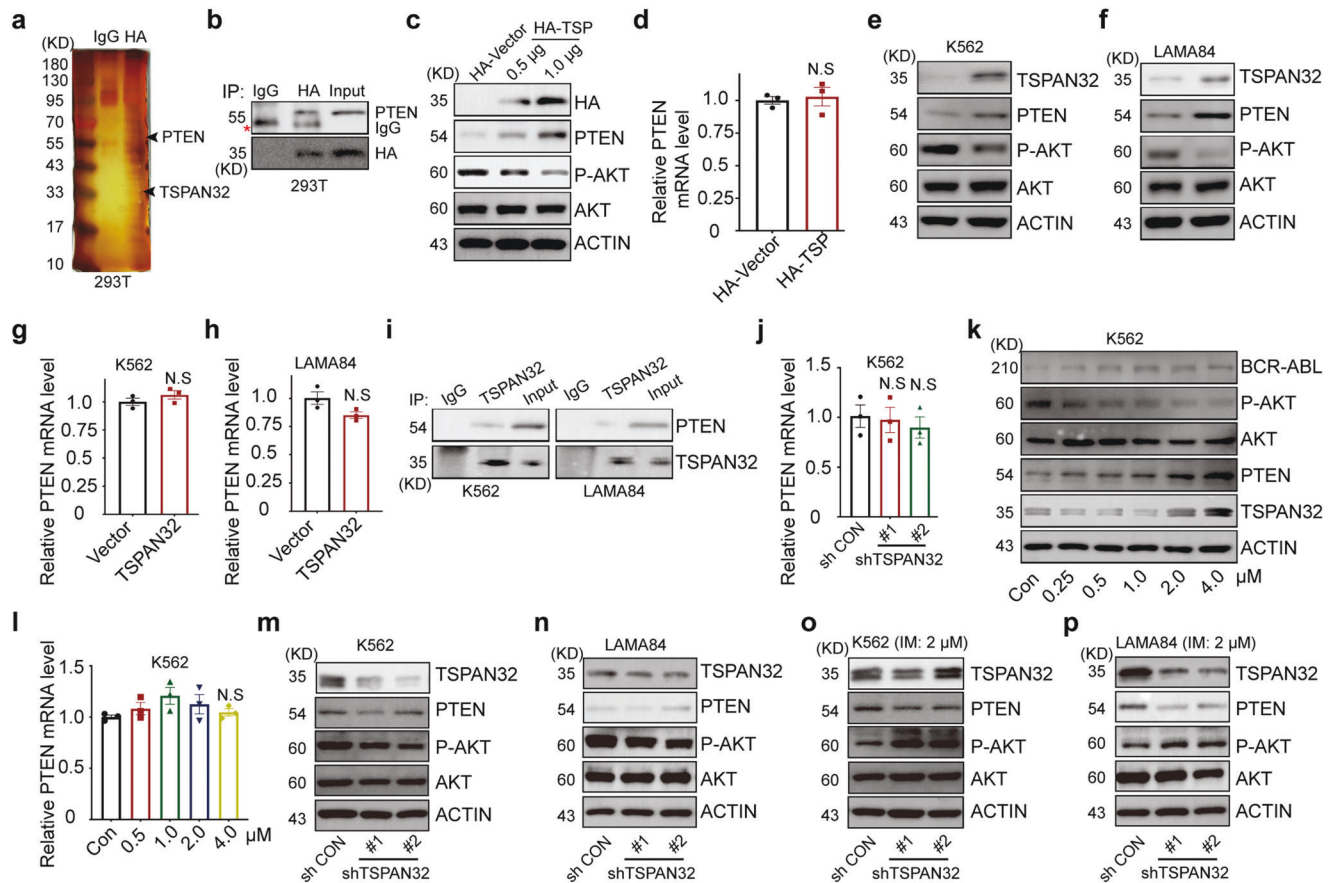 a
(KD) IgG HA
180
130
95
70
55
43
33
17
10
PTEN
TSPAN32
293T
b
IP: IgG HA Input
55
*
PTEN
IgG
35
HA
(KD)
293T
c
HA-Vector
HA-TSP
0.5 µg
1.0 µg
(KD)
35 HA
54 PTEN
60 P-AKT
60 AKT
43 ACTIN
d
Relative PTEN
mRNA level
1.5
1.0
0.5
0
N.S
HA-Vector
HA-TSP
e
K562
35 TSPAN32
54 PTEN
60 P-AKT
60 AKT
43 ACTIN
f
LAMA84
35 TSPAN32
54 PTEN
60 P-AKT
60 AKT
43 ACTIN
g
Relative PTEN mRNA level
K562
1.25
1.0
0.75
0
N.S
Vector
TSPAN32
h
Relative PTEN mRNA level
LAMA84
1.25
1.0
0.75
0
N.S
Vector
TSPAN32
i
IP: IgG TSPAN32 Input IgG TSPAN32 Input
54 PTEN
35 TSPAN32
(KD)
K562 LAMA84
j
Relative PTEN mRNA level
K562
1.5
1.0
0.5
0
N.S N.S
sh CON #1 #2
shTSPAN32
k
(KD) K562
210 BCR-ABL
60 P-AKT
60 AKT
54 PTEN
35 TSPAN32
43 ACTIN
Con 0.25 0.5 1.0 2.0 4.0 µM
l
Relative PTEN mRNA level
K562
1.5
1.0
0.5
0
N.S
Con 0.5 1.0 2.0 4.0 µM
m
(KD) K562
35 TSPAN32
54 PTEN
60 P-AKT
60 AKT
43 ACTIN
sh CON #1 #2
shTSPAN32
n
(KD) LAMA84
35 TSPAN32
54 PTEN
60 P-AKT
60 AKT
43 ACTIN
sh CON #1 #2
shTSPAN32
o
(KD) K562 (IM: 2 µM)
35 TSPAN32
54 PTEN
60 P-AKT
60 AKT
43 ACTIN
sh CON #1 #2
shTSPAN32
p
(KD) LAMA84 (IM: 2 µM)
35 TSPAN32
54 PTEN
60 P-AKT
60 AKT
43 ACTIN
sh CON #1 #2
shTSPAN32